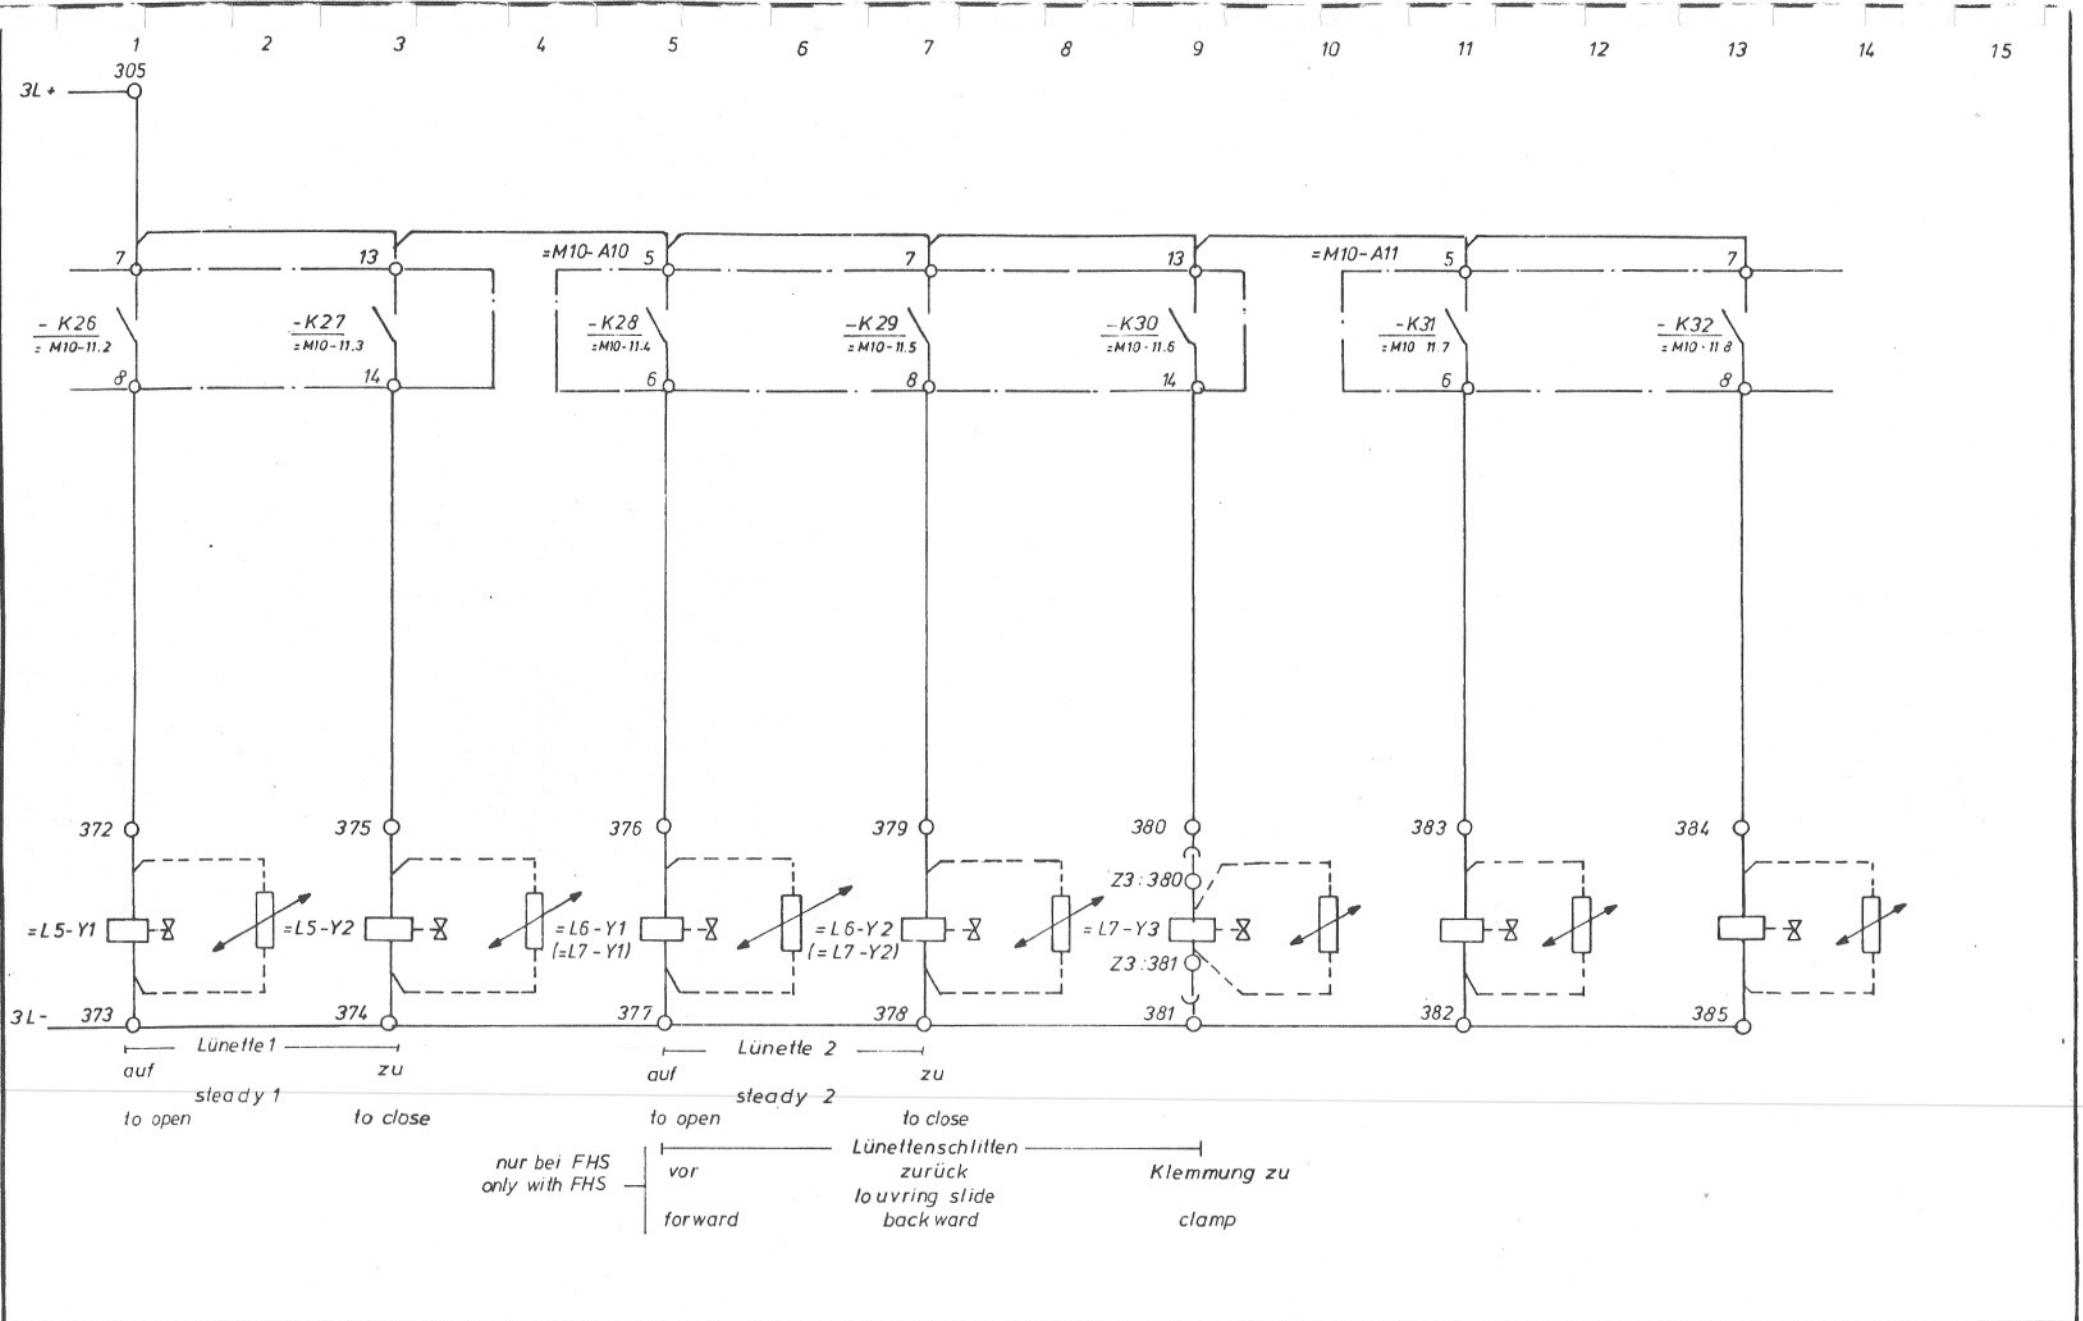 1 2 3 4 5 6 7 8 9 10 11 12 13 14 15
305
3L+
7 13 =M10-A10 5 7 13 =M10-A11 5 7
-K26 -K27 -K28 -K29 -K30 -K31 -K32
=M10-11.2 =M10-11.3 =M10-11.4 =M10-11.5 =M10-11.6 =M10 11.7 =M10-11.8
8 14 6 8 14 6 8
372 375 376 379 380 383 384
Z3:380
=L5-Y1 =L5-Y2 =L6-Y1 =L6-Y2 =L7-Y3
(=L7-Y1) (=L7-Y2)
Z3:381
3L- 373 374 377 378 381 382 385
Lünette 1 Lünette 2
auf zu auf zu
steady 1 steady 2
to open to close to open to close
Lünettenschlitten
nur bei FHS vor zurück Klemmung zu
only with FHS
louvring slide
forward backward clamp